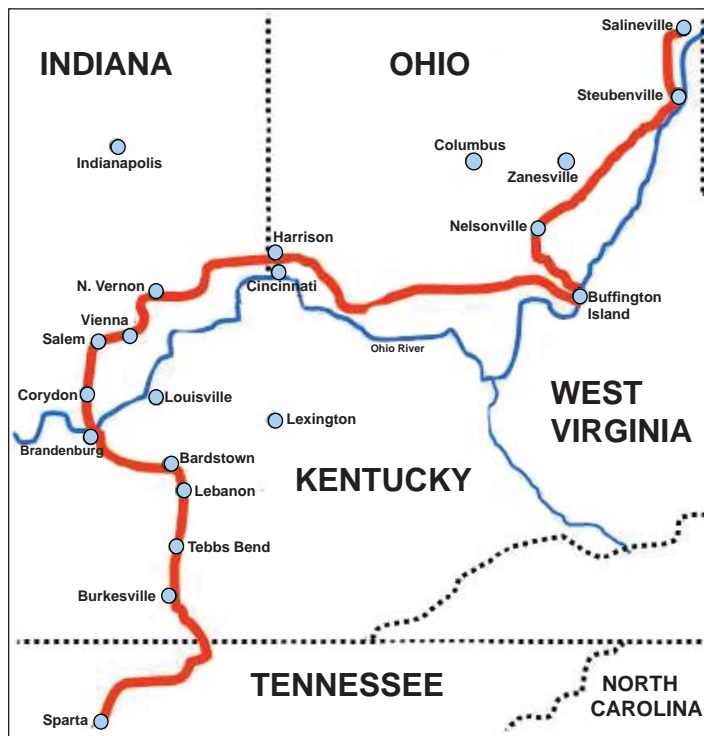 Salineville
INDIANA
OHIO
Steubenville
Columbus
Indianapolis
Zanesville
Nelsonville
Harrison
Cincinnati
N. Vernon
Buffington
Island
Vienna
Salem
Ohio River
Corydon
Louisville
WEST
VIRGINIA
Lexington
Brandenburg
Bardstown
KENTUCKY
Lebanon
Tebbs Bend
Burkesville
TENNESSEE
NORTH
CAROLINA
Sparta